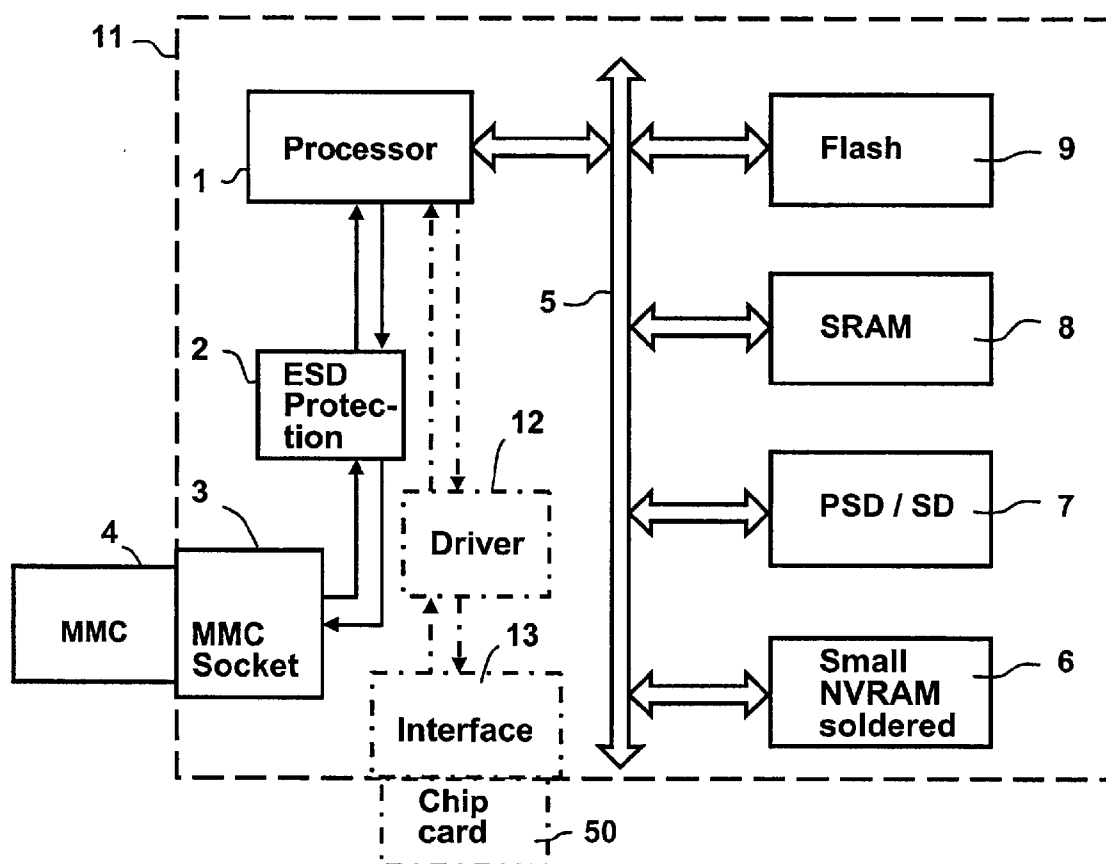 11
Processor
1
Flash
9
5
SRAM
8
2
ESD
Protec-
tion
12
PSD / SD
7
3
4
Driver
MMC
MMC
Socket
13
Small
NVRAM
soldered
6
Interface
Chip
card
50